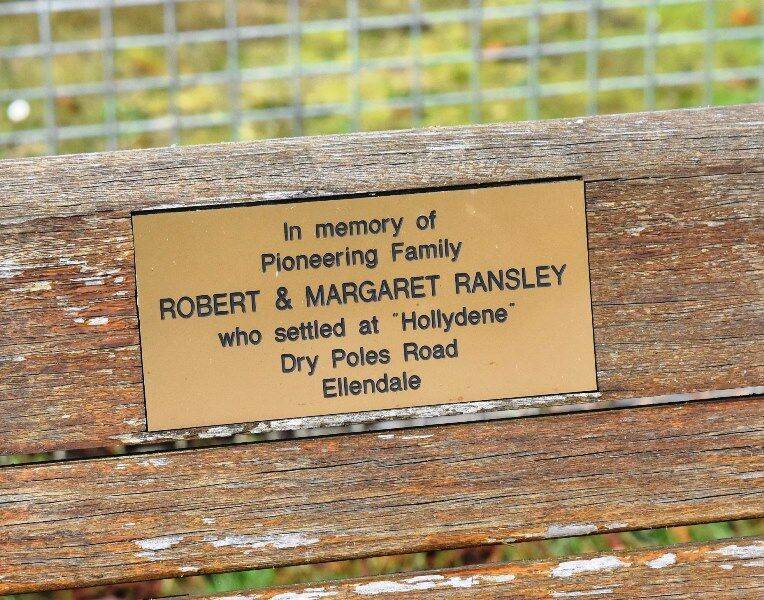 In memory of
Pioneering Family
ROBERT & MARGARET RANSLEY
who settled at "Hollydene"
Dry Poles Road
Ellendale